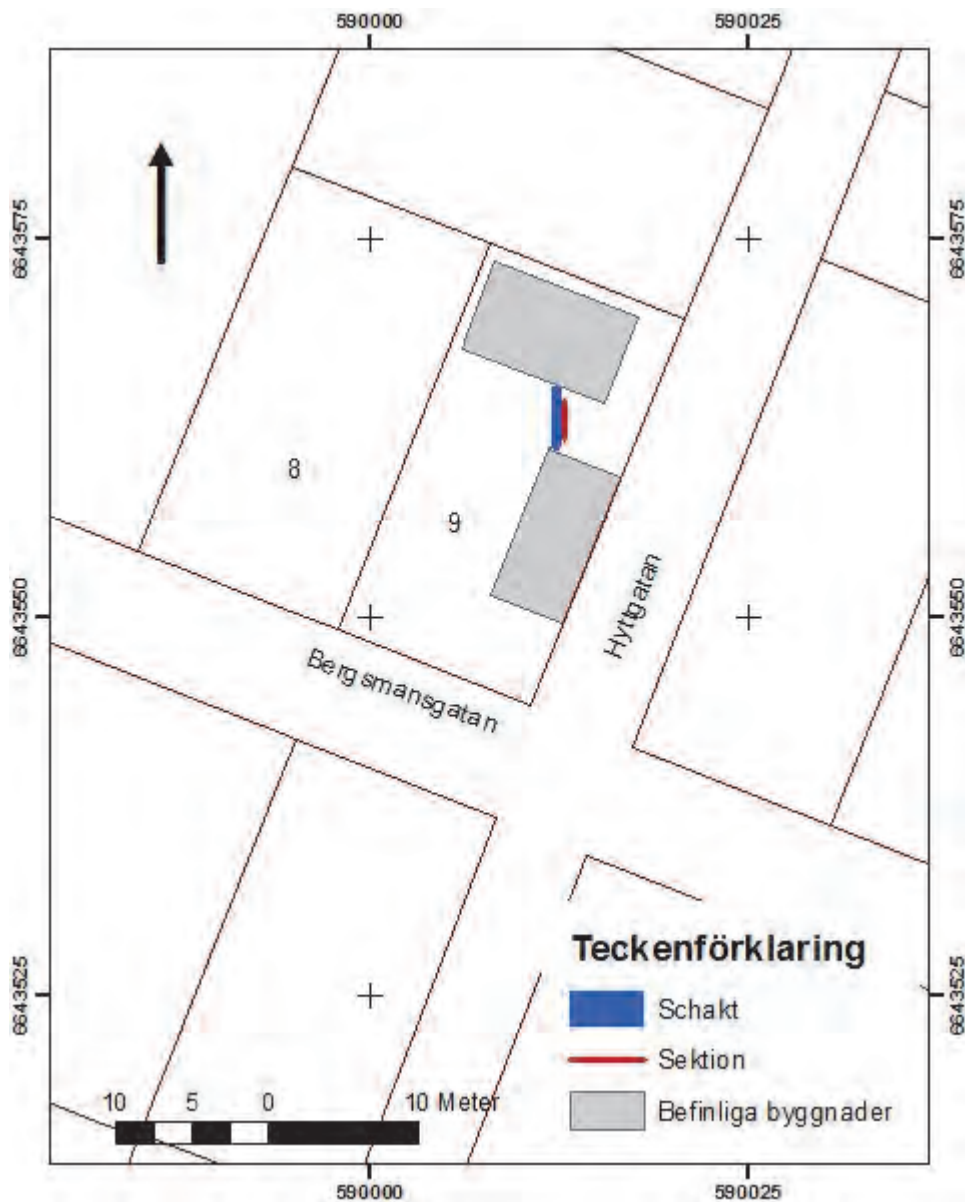 590000
590025
6643575
6643575
8
9
Hyttgatan
6643550
6643550
Bergsmansgatan
Teckenförklaring
6643525
6643525
Schakt
Sektion
Befinliga byggnader
10 5 0 10 Meter
590000
590025